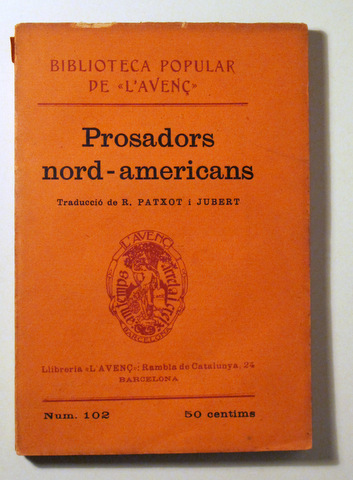 BIBLIOTECA POPULAR
DE «L'AVENÇ»
Prosadors
nord-americans
Traducció de R. PATXOT i JUBERT
L'AVENÇ
BARCELONA
Llibreria «L'AVENÇ»: Rambla de Catalunya, 24
BARCELONA
Num. 102
50 centims